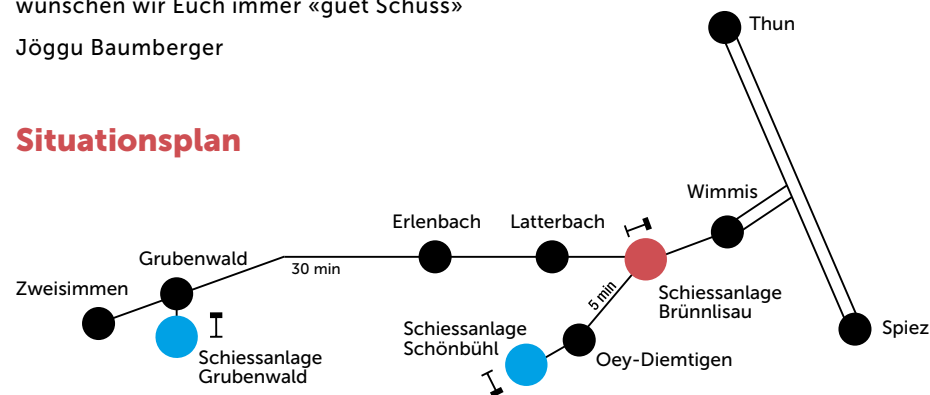 wünschen wir Euch immer «guet Schuss»
Jöggu Baumberger
Situationsplan
Thun
Wimmis
Erlenbach
Latterbach
Grubenwald
30 min
Zweisimmen
5 min
Schiessanlage
Brünnlisau
Spiez
Schiessanlage
Schönbühl
Oey-Diemtigen
Schiessanlage
Grubenwald